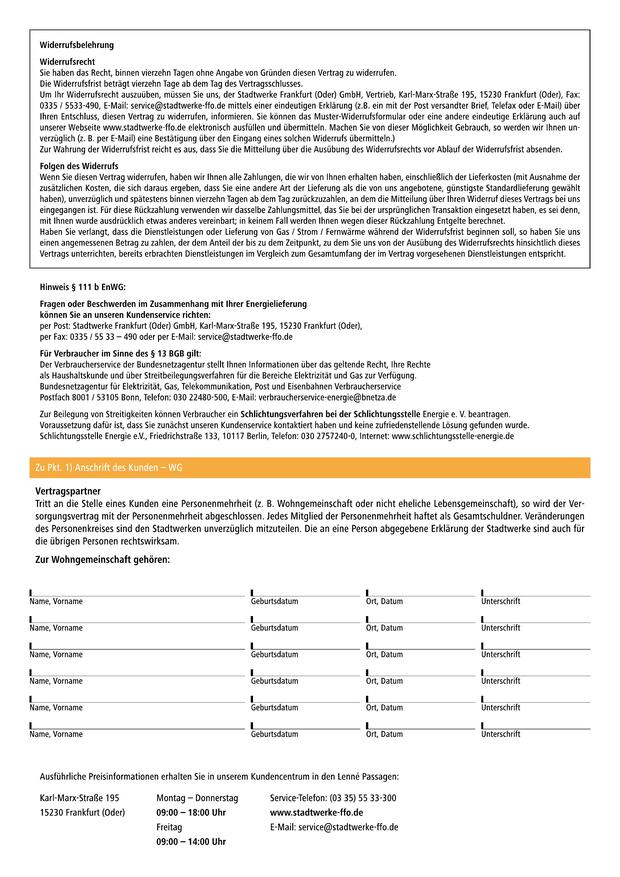 Widerrufsbelehrung
Widerrufsrecht
Sie haben das Recht, binnen vierzehn Tagen ohne Angabe von Gründen diesen Vertrag zu widerrufen.
Die Widerrufsfrist beträgt vierzehn Tage ab dem Tag des Vertragsschlusses.
Um Ihr Widerrufsrecht auszuüben, müssen Sie uns, der Stadtwerke Frankfurt (Oder) GmbH, Vertrieb, Karl-Marx-Straße 195, 15230 Frankfurt (Oder), Fax:
0335 / 5533-490, E-Mail: service@stadtwerke-ffo.de mittels einer eindeutigen Erklärung (z.B. ein mit der Post versandter Brief, Telefax oder E-Mail) über
Ihren Entschluss, diesen Vertrag zu widerrufen, informieren. Sie können das Muster-Widerrufsformular oder eine andere eindeutige Erklärung auch auf
unserer Webseite www.stadtwerke-ffo.de elektronisch ausfüllen und übermitteln. Machen Sie von dieser Möglichkeit Gebrauch, so werden wir Ihnen un-
verzüglich (z. B. per E-Mail) eine Bestätigung über den Eingang eines solchen Widerrufs übermitteln.)
Zur Wahrung der Widerrufsfrist reicht es aus, dass Sie die Mitteilung über die Ausübung des Widerrufsrechts vor Ablauf der Widerrufsfrist absenden.
Folgen des Widerrufs
Wenn Sie diesen Vertrag widerrufen, haben wir Ihnen alle Zahlungen, die wir von Ihnen erhalten haben, einschließlich der Lieferkosten (mit Ausnahme der
zusätzlichen Kosten, die sich daraus ergeben, dass Sie eine andere Art der Lieferung als die von uns angebotene, günstigste Standardlieferung gewählt
haben), unverzüglich und spätestens binnen vierzehn Tagen ab dem Tag zurückzuzahlen, an dem die Mitteilung über Ihren Widerruf dieses Vertrags bei uns
eingegangen ist. Für diese Rückzahlung verwenden wir dasselbe Zahlungsmittel, das Sie bei der ursprünglichen Transaktion eingesetzt haben, es sei denn,
mit Ihnen wurde ausdrücklich etwas anderes vereinbart; in keinem Fall werden Ihnen wegen dieser Rückzahlung Entgelte berechnet.
Haben Sie verlangt, dass die Dienstleistungen oder Lieferung von Gas / Strom / Fernwärme während der Widerrufsfrist beginnen soll, so haben Sie uns
einen angemessenen Betrag zu zahlen, der dem Anteil der bis zu dem Zeitpunkt, zu dem Sie uns von der Ausübung des Widerrufsrechts hinsichtlich dieses
Vertrags unterrichten, bereits erbrachten Dienstleistungen im Vergleich zum Gesamtumfang der im Vertrag vorgesehenen Dienstleistungen entspricht.
Hinweis § 111 b EnWG:
Fragen oder Beschwerden im Zusammenhang mit Ihrer Energielieferung
können Sie an unseren Kundenservice richten:
per Post: Stadtwerke Frankfurt (Oder) GmbH, Karl-Marx-Straße 195, 15230 Frankfurt (Oder),
per Fax: 0335 / 55 33 – 490 oder per E-Mail: service@stadtwerke-ffo.de
Für Verbraucher im Sinne des § 13 BGB gilt:
Der Verbraucherservice der Bundesnetzagentur stellt Ihnen Informationen über das geltende Recht, Ihre Rechte
als Haushaltskunde und über Streitbeilegungsverfahren für die Bereiche Elektrizität und Gas zur Verfügung.
Bundesnetzagentur für Elektrizität, Gas, Telekommunikation, Post und Eisenbahnen Verbraucherservice
Postfach 8001 / 53105 Bonn, Telefon: 030 22480-500, E-Mail: verbraucherservice-energie@bnetza.de
Zur Beilegung von Streitigkeiten können Verbraucher ein Schlichtungsverfahren bei der Schlichtungsstelle Energie e. V. beantragen.
Voraussetzung dafür ist, dass Sie zunächst unseren Kundenservice kontaktiert haben und keine zufriedenstellende Lösung gefunden wurde.
Schlichtungsstelle Energie e.V., Friedrichstraße 133, 10117 Berlin, Telefon: 030 2757240-0, Internet: www.schlichtungsstelle-energie.de
Zu Pkt. 1) Anschrift des Kunden – WG
Vertragspartner
Tritt an die Stelle eines Kunden eine Personenmehrheit (z. B. Wohngemeinschaft oder nicht eheliche Lebensgemeinschaft), so wird der Ver-
sorgungsvertrag mit der Personenmehrheit abgeschlossen. Jedes Mitglied der Personenmehrheit haftet als Gesamtschuldner. Veränderungen
des Personenkreises sind den Stadtwerken unverzüglich mitzuteilen. Die an eine Person abgegebene Erklärung der Stadtwerke sind auch für
die übrigen Personen rechtswirksam.
Zur Wohngemeinschaft gehören:
Name, Vorname Geburtsdatum Ort, Datum Unterschrift
Name, Vorname Geburtsdatum Ort, Datum Unterschrift
Name, Vorname Geburtsdatum Ort, Datum Unterschrift
Name, Vorname Geburtsdatum Ort, Datum Unterschrift
Name, Vorname Geburtsdatum Ort, Datum Unterschrift
Name, Vorname Geburtsdatum Ort, Datum Unterschrift
Ausführliche Preisinformationen erhalten Sie in unserem Kundencentrum in den Lenné Passagen:
Karl-Marx-Straße 195 Montag – Donnerstag Service-Telefon: (03 35) 55 33-300
15230 Frankfurt (Oder) 09:00 – 18:00 Uhr www.stadtwerke-ffo.de
Freitag E-Mail: service@stadtwerke-ffo.de
09:00 – 14:00 Uhr